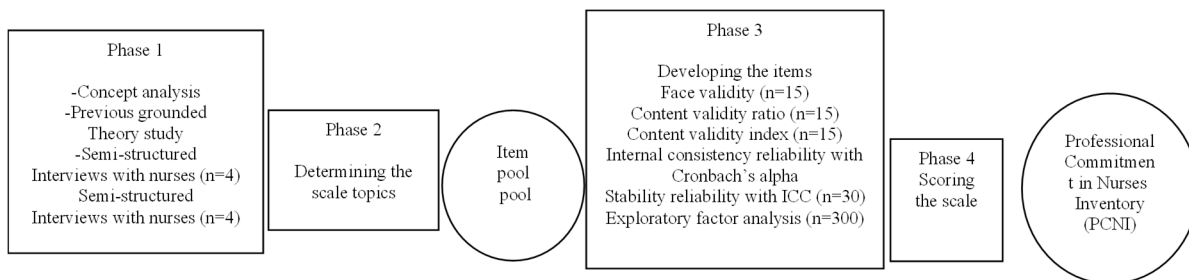 Phase 1
-Concept analysis
-Previous grounded
Theory study
-Semi-structured
Interviews with nurses (n=4)
Semi-structured
Interviews with nurses (n=4)
Phase 2
Determining the
scale topics
Item
pool
pool
Phase 3
Developing the items
Face validity (n=15)
Content validity ratio (n=15)
Content validity index (n=15)
Internal consistency reliability with
Cronbach’s alpha
Stability reliability with ICC (n=30)
Exploratory factor analysis (n=300)
Phase 4
Scoring
the scale
Professional
Commitmen
t in Nurses
Inventory
(PCNI)